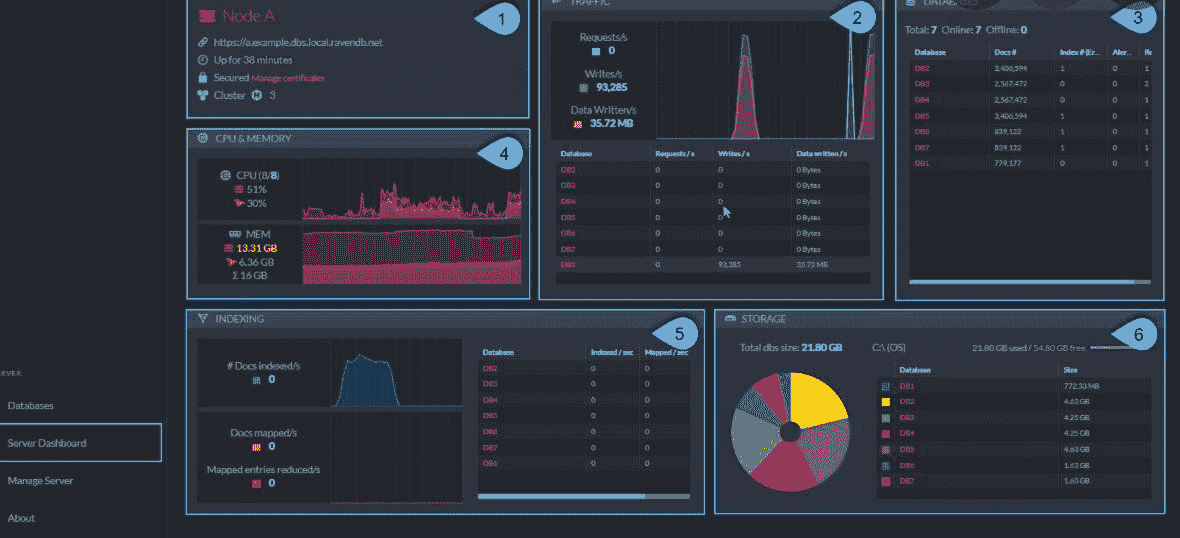 Node A
1
https://a.example.dbs.local.ravendb.net
Up for 38 minutes
Secured Manage certificates
Cluster 3
TRAFFIC
2
Requests/s
0
Writes/s
93,285
Data Written/s
35.72 MB
Database Requests / s Writes / s Data written / s
DB2 0 0 0 Bytes
DB3 0 0 0 Bytes
DB4 0 0 0 Bytes
DB5 0 0 0 Bytes
DB6 0 0 0 Bytes
DB7 0 0 0 Bytes
DB1 0 93,285 35.72 MB
DATABASES
3
Total: 7 Online: 7 Offline: 0
Database Docs # Index # (Er... Aler... Re
DB2 3,406,594 1 0 1
DB3 2,567,472 0 0 2
DB4 2,567,472 0 0 1
DB5 3,406,594 1 0 1
DB6 839,122 1 0 1
DB7 839,122 1 0 1
DB1 779,177 0 0 1
CPU & MEMORY
4
CPU (8/8)
51%
30%
MEM
13.31 GB
6.36 GB
Σ 16 GB
INDEXING
5
# Docs indexed/s
0
Docs mapped/s
0
Mapped entries reduced/s
0
Database Indexed / sec Mapped / sec
DB2 0 0
DB3 0 0
DB4 0 0
DB5 0 0
DB6 0 0
DB7 0 0
DB1 0 0
STORAGE
6
Total dbs size: 21.80 GB C:\ (OS) 21.80 GB used / 54.80 GB free
Database Size
DB1 772.33 MB
DB2 4.63 GB
DB3 4.25 GB
DB4 4.25 GB
DB5 4.63 GB
DB6 1.63 GB
DB7 1.63 GB
Databases
Server Dashboard
Manage Server
About